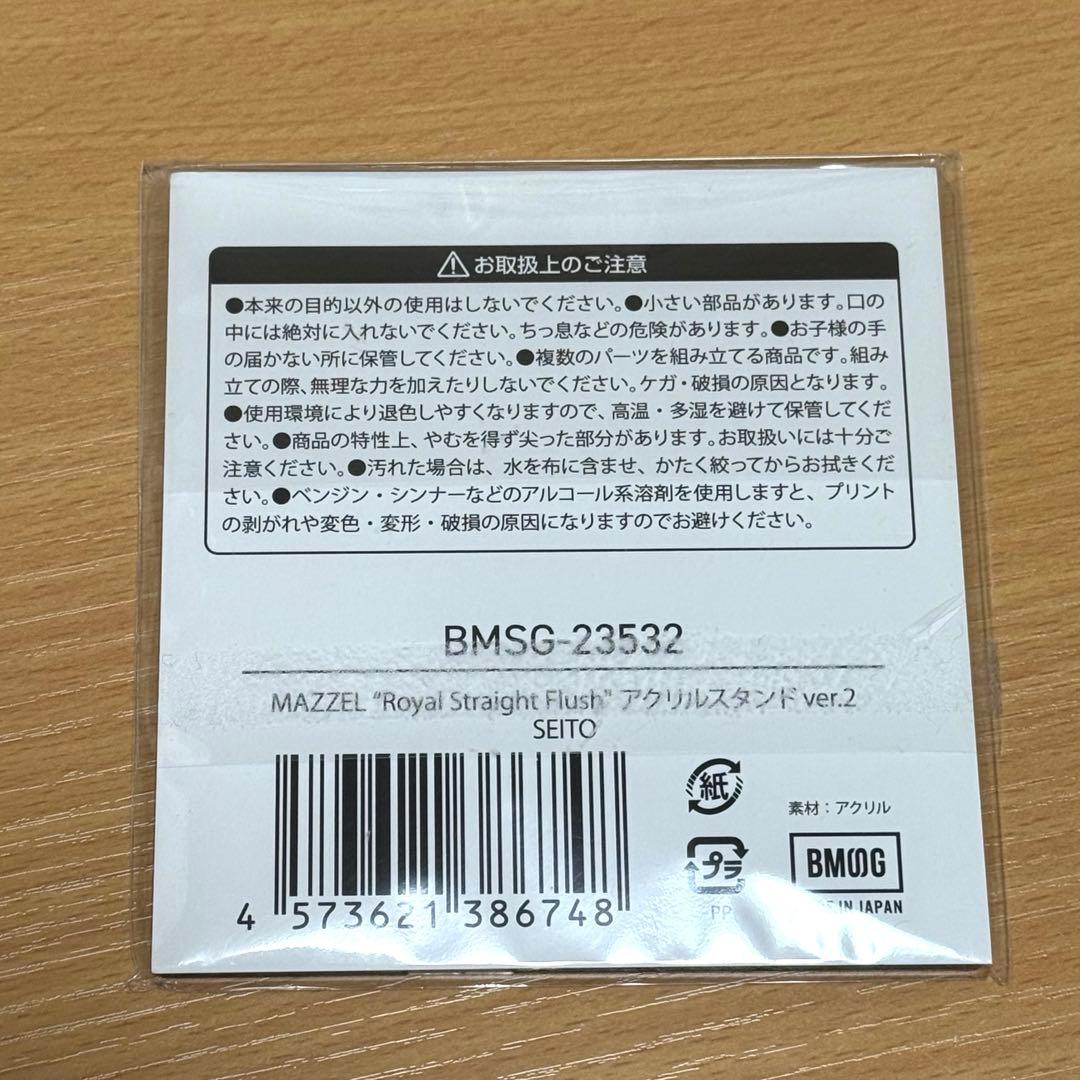 お取扱上のご注意
●本来の目的以外の使用はしないでください。●小さい部品があります。口の
中には絶対に入れないでください。ちっ息などの危険があります。●お子様の手
の届かない所に保管してください。●複数のパーツを組み立てる商品です。組み
立ての際、無理な力を加えたりしないでください。ケガ・破損の原因となります。
●使用環境により退色しやすくなりますので、高温・多湿を避けて保管してくだ
さい。●商品の特性上、やむを得ず尖った部分があります。お取扱いには十分ご
注意ください。●汚れた場合は、水を布に含ませ、かたく絞ってからお拭きくだ
さい。●ベンジン・シンナーなどのアルコール系溶剤を使用しますと、プリント
の剥がれや変色・変形・破損の原因になりますのでお避けください。
BMSG-23532
MAZZEL “Royal Straight Flush” アクリルスタンド ver.2
SEITO
4 573621 386748
紙
プラ
PP
素材：アクリル
BMSG
IN JAPAN